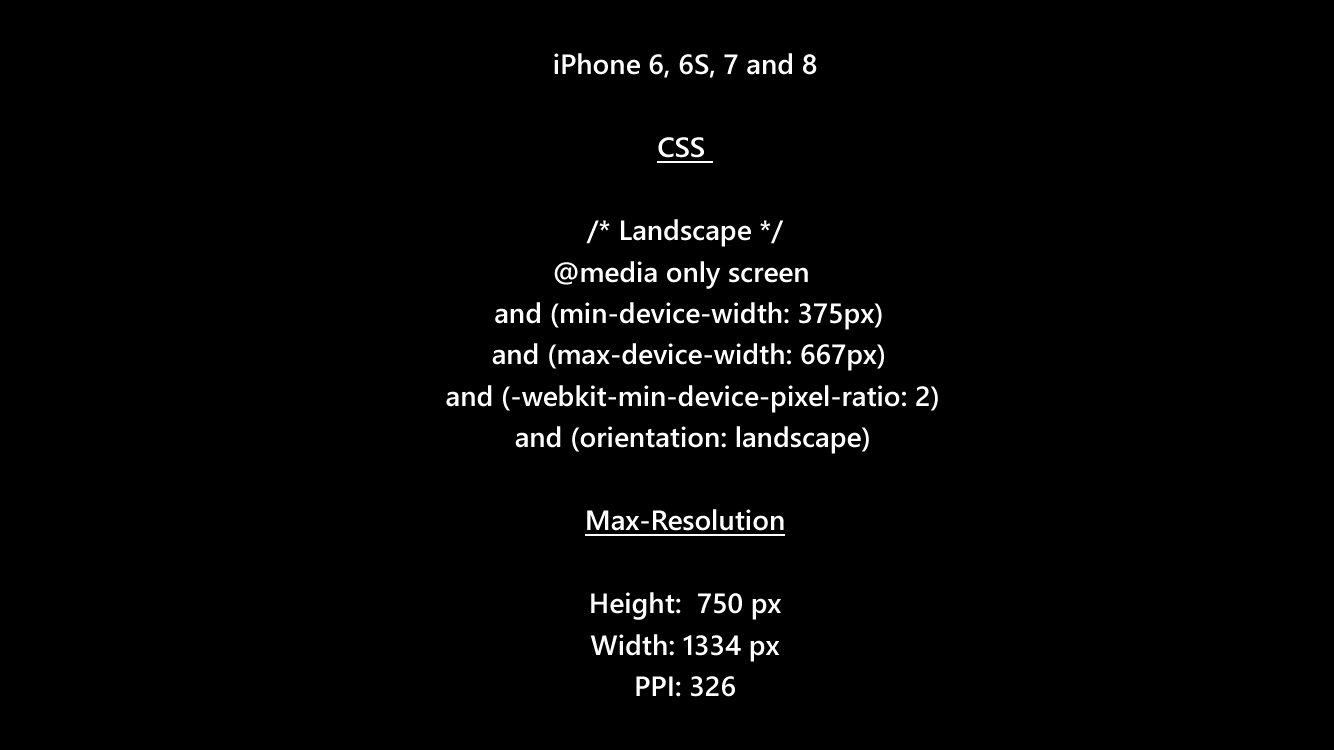 iPhone 6, 6S, 7 and 8
CSS
/* Landscape */
@media only screen
and (min-device-width: 375px)
and (max-device-width: 667px)
and (-webkit-min-device-pixel-ratio: 2)
and (orientation: landscape)
Max-Resolution
Height:  750 px
Width: 1334 px
PPI: 326